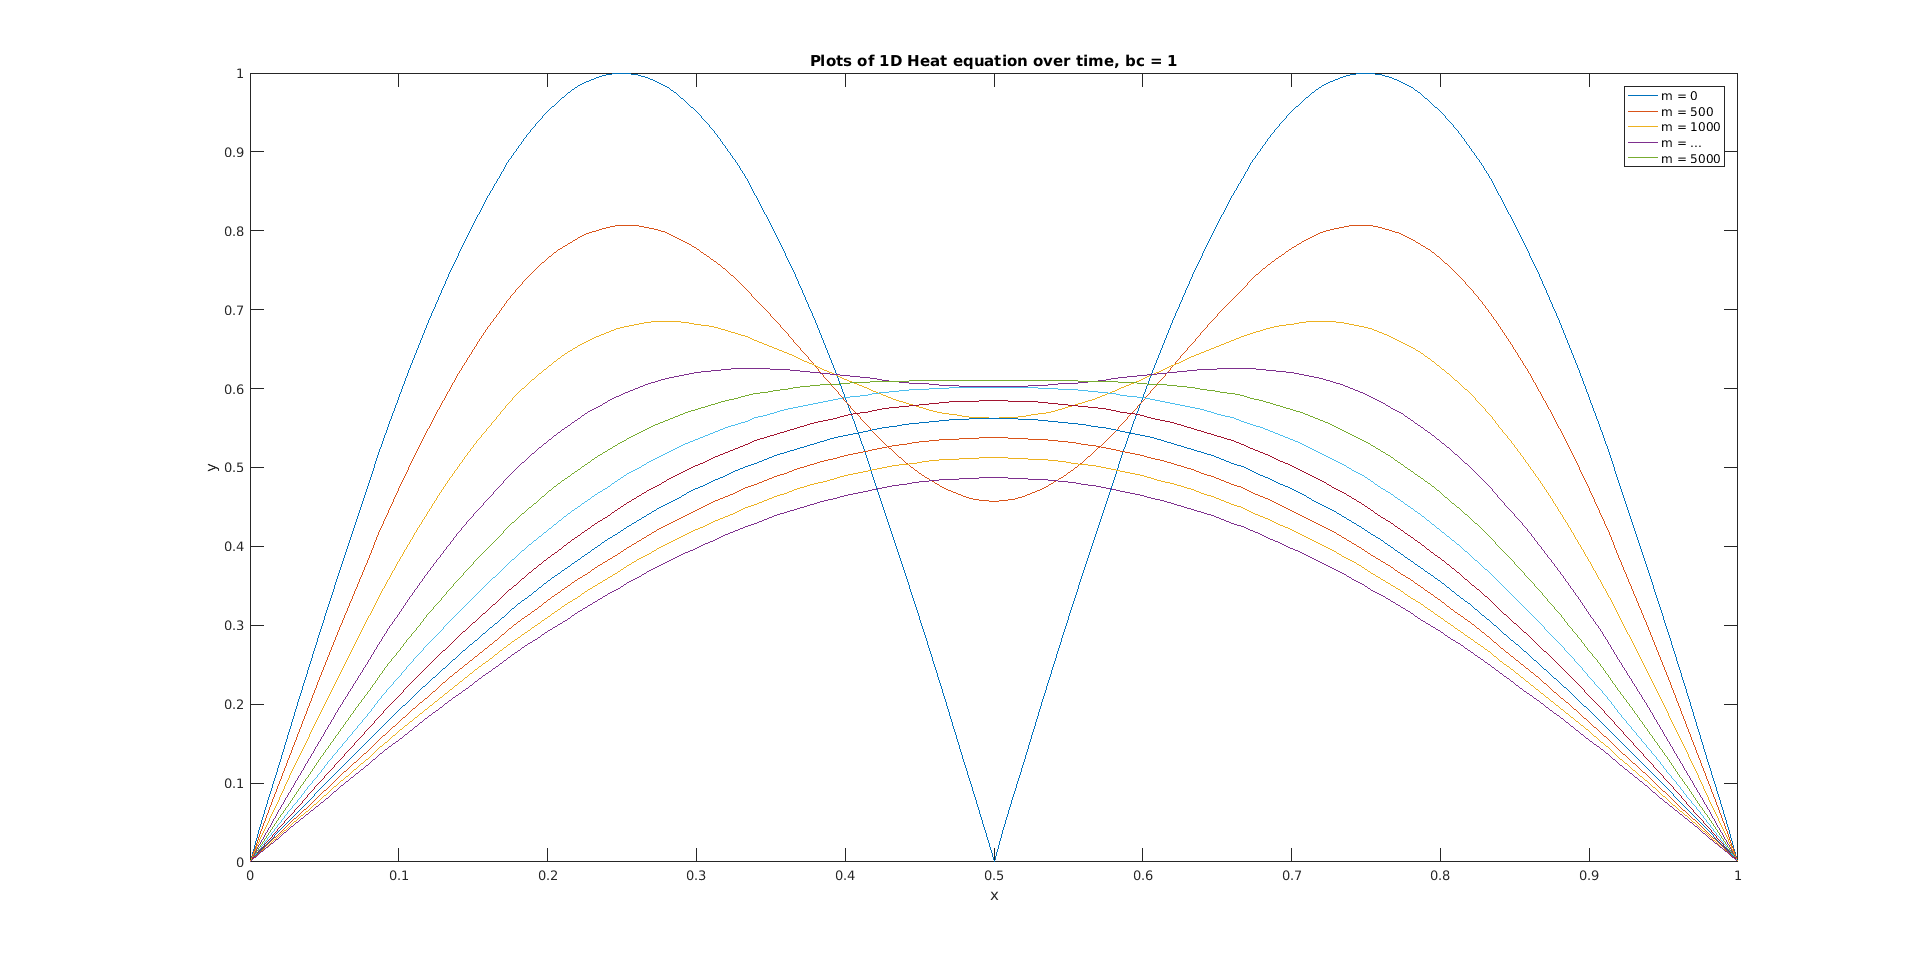 Plots of 1D Heat equation over time, bc = 1
m = 0
m = 500
m = 1000
m = ...
m = 5000
1
0.9
0.8
0.7
0.6
0.5
0.4
0.3
0.2
0.1
0
y
0 0.1 0.2 0.3 0.4 0.5 0.6 0.7 0.8 0.9 1
x